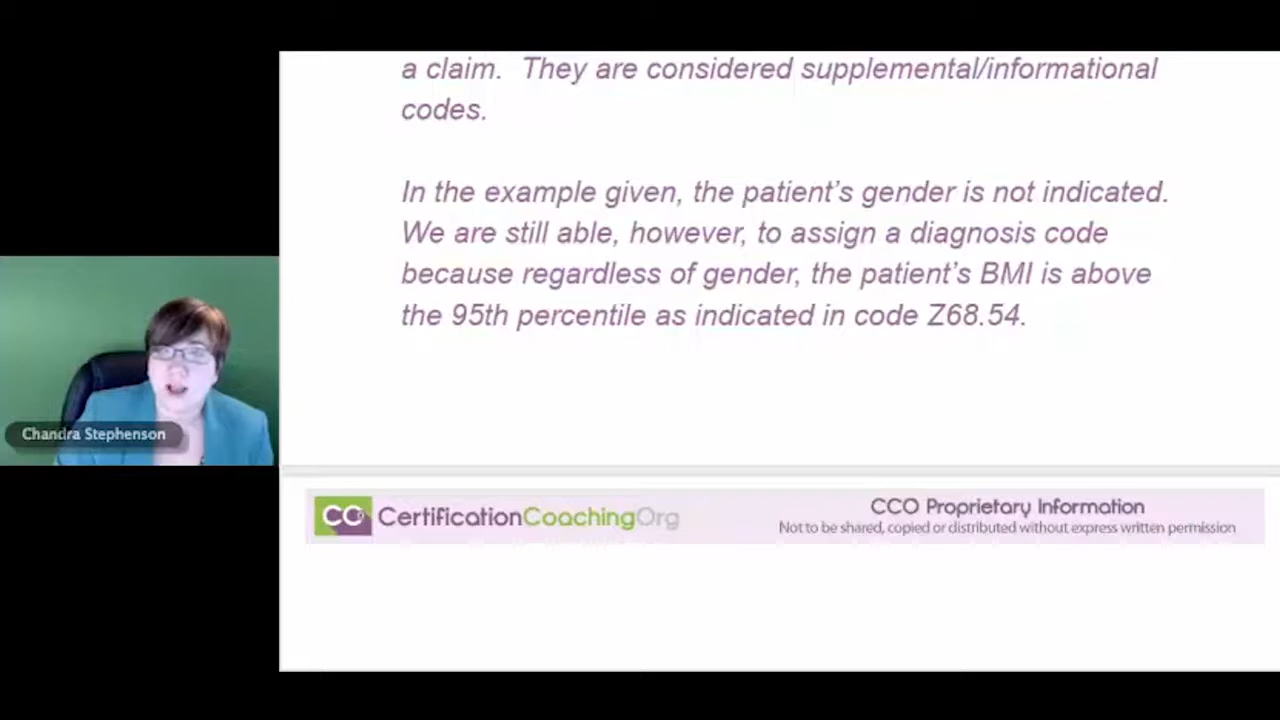 a claim.  They are considered supplemental/informational
codes.
In the example given, the patient's gender is not indicated.
We are still able, however, to assign a diagnosis code
because regardless of gender, the patient's BMI is above
the 95th percentile as indicated in code Z68.54.
Chandra Stephenson
CCO CertificationCoachingOrg
CCO Proprietary Information
Not to be shared, copied or distributed without express written permission